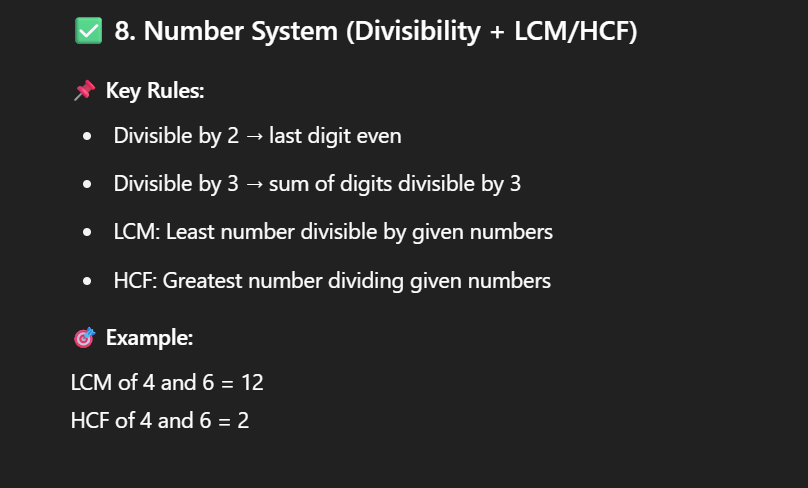 ✅ 8. Number System (Divisibility + LCM/HCF)
📌 Key Rules:
• Divisible by 2 → last digit even
• Divisible by 3 → sum of digits divisible by 3
• LCM: Least number divisible by given numbers
• HCF: Greatest number dividing given numbers
🎯 Example:
LCM of 4 and 6 = 12
HCF of 4 and 6 = 2